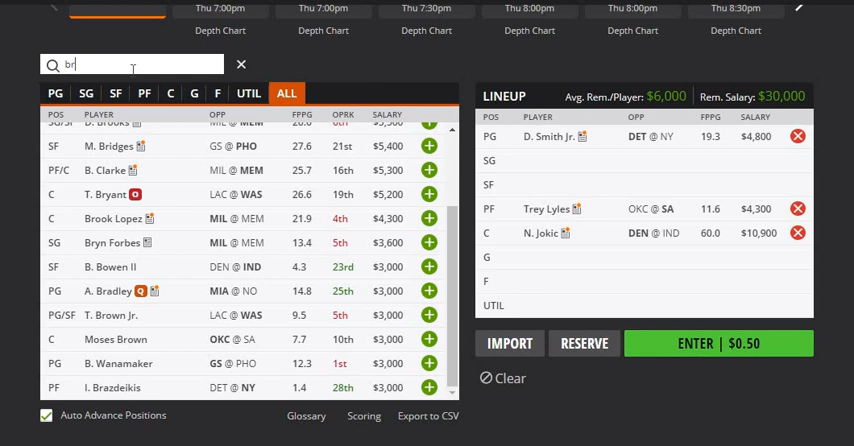 Thu 7:00pm Thu 7:00pm Thu 7:30pm Thu 8:00pm Thu 8:00pm Thu 8:30pm
Depth Chart Depth Chart Depth Chart Depth Chart Depth Chart Depth Chart
br
PG SG SF PF C G F UTIL ALL
POS PLAYER OPP FPPG OPRK SALARY
SG/SF D. Brooks MIL @ MEM 26.6 6th
SF M. Bridges GS @ PHO 27.6 21st $5,400
PF/C B. Clarke MIL @ MEM 25.7 16th $5,300
C T. Bryant O LAC @ WAS 26.6 19th $5,200
C Brook Lopez MIL @ MEM 21.9 4th $4,300
SG Bryn Forbes MIL @ MEM 13.4 5th $3,600
SF B. Bowen II DEN @ IND 4.3 23rd $3,000
PG A. Bradley Q MIA @ NO 14.8 25th $3,000
PG/SF T. Brown Jr. LAC @ WAS 9.5 5th $3,000
C Moses Brown OKC @ SA 7.7 10th $3,000
PG B. Wanamaker GS @ PHO 12.3 1st $3,000
PF I. Brazdeikis DET @ NY 1.4 28th $3,000
Auto Advance Positions Glossary Scoring Export to CSV
LINEUP Avg. Rem./Player: $6,000 Rem. Salary: $30,000
POS PLAYER OPP FPPG SALARY
PG D. Smith Jr. DET @ NY 19.3 $4,800
SG
SF
PF Trey Lyles OKC @ SA 11.6 $4,300
C N. Jokic DEN @ IND 60.0 $10,900
G
F
UTIL
IMPORT RESERVE ENTER | $0.50
Clear